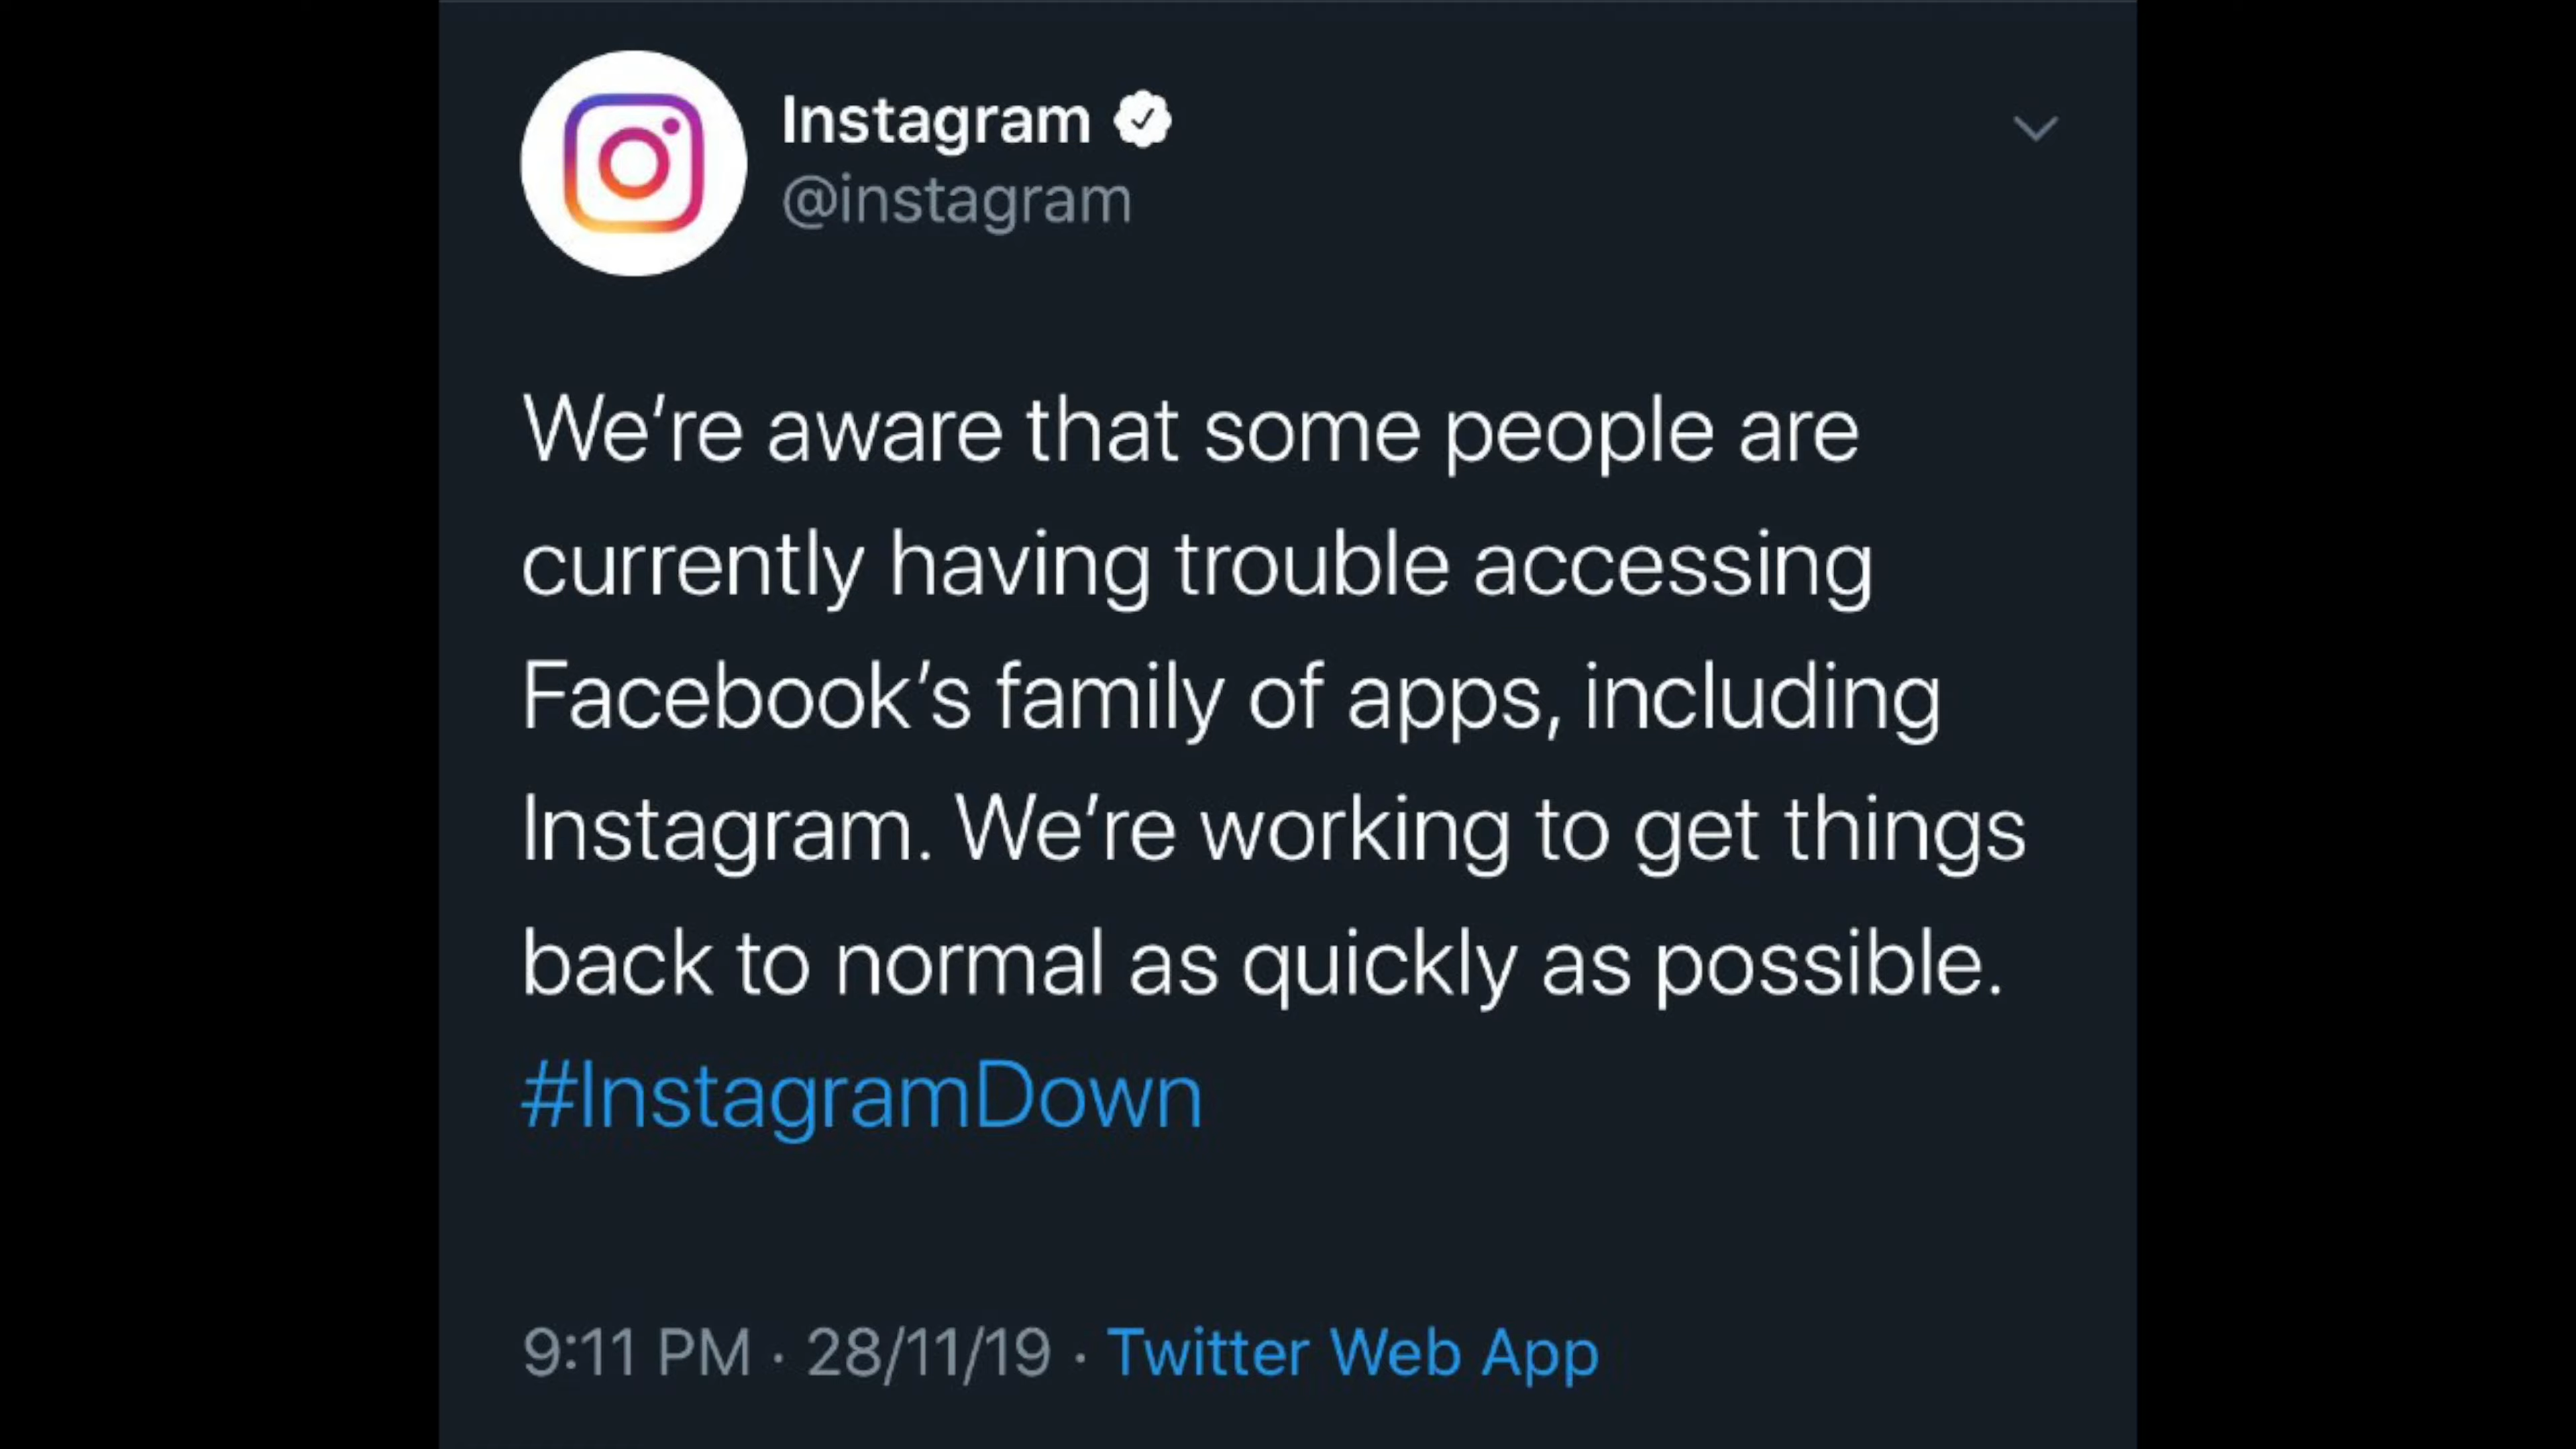 Instagram
@instagram
We’re aware that some people are
currently having trouble accessing
Facebook’s family of apps, including
Instagram. We’re working to get things
back to normal as quickly as possible.
#InstagramDown
9:11 PM · 28/11/19 · Twitter Web App